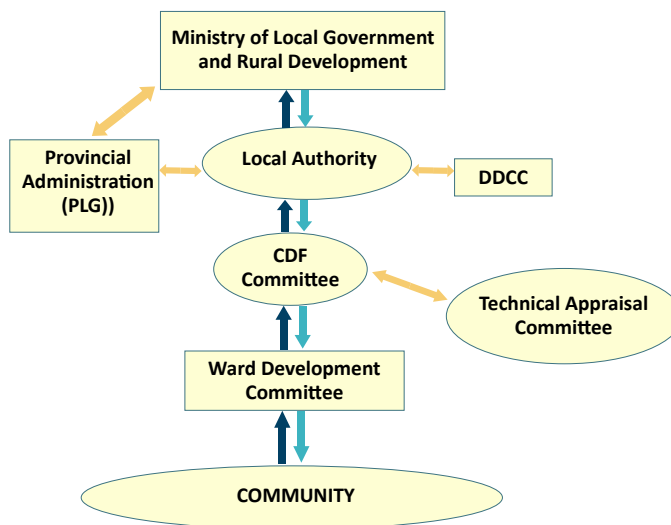 Ministry of Local Government
and Rural Development
Provincial
Administration
(PLG))
Local Authority
DDCC
CDF
Committee
Technical Appraisal
Committee
Ward Development
Committee
COMMUNITY